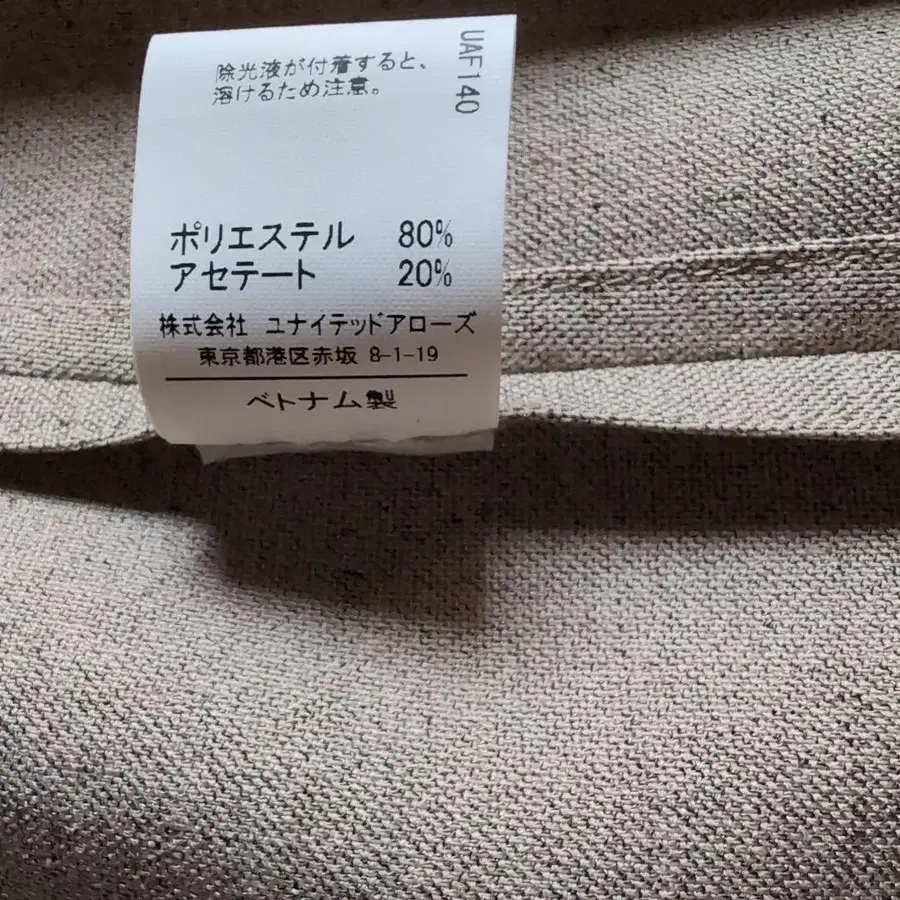 除光液が付着すると、
溶けるため注意。
UAF140
ポリエステル 80%
アセテート 20%
株式会社 ユナイテッドアローズ
東京都港区赤坂 8-1-19
ベトナム製